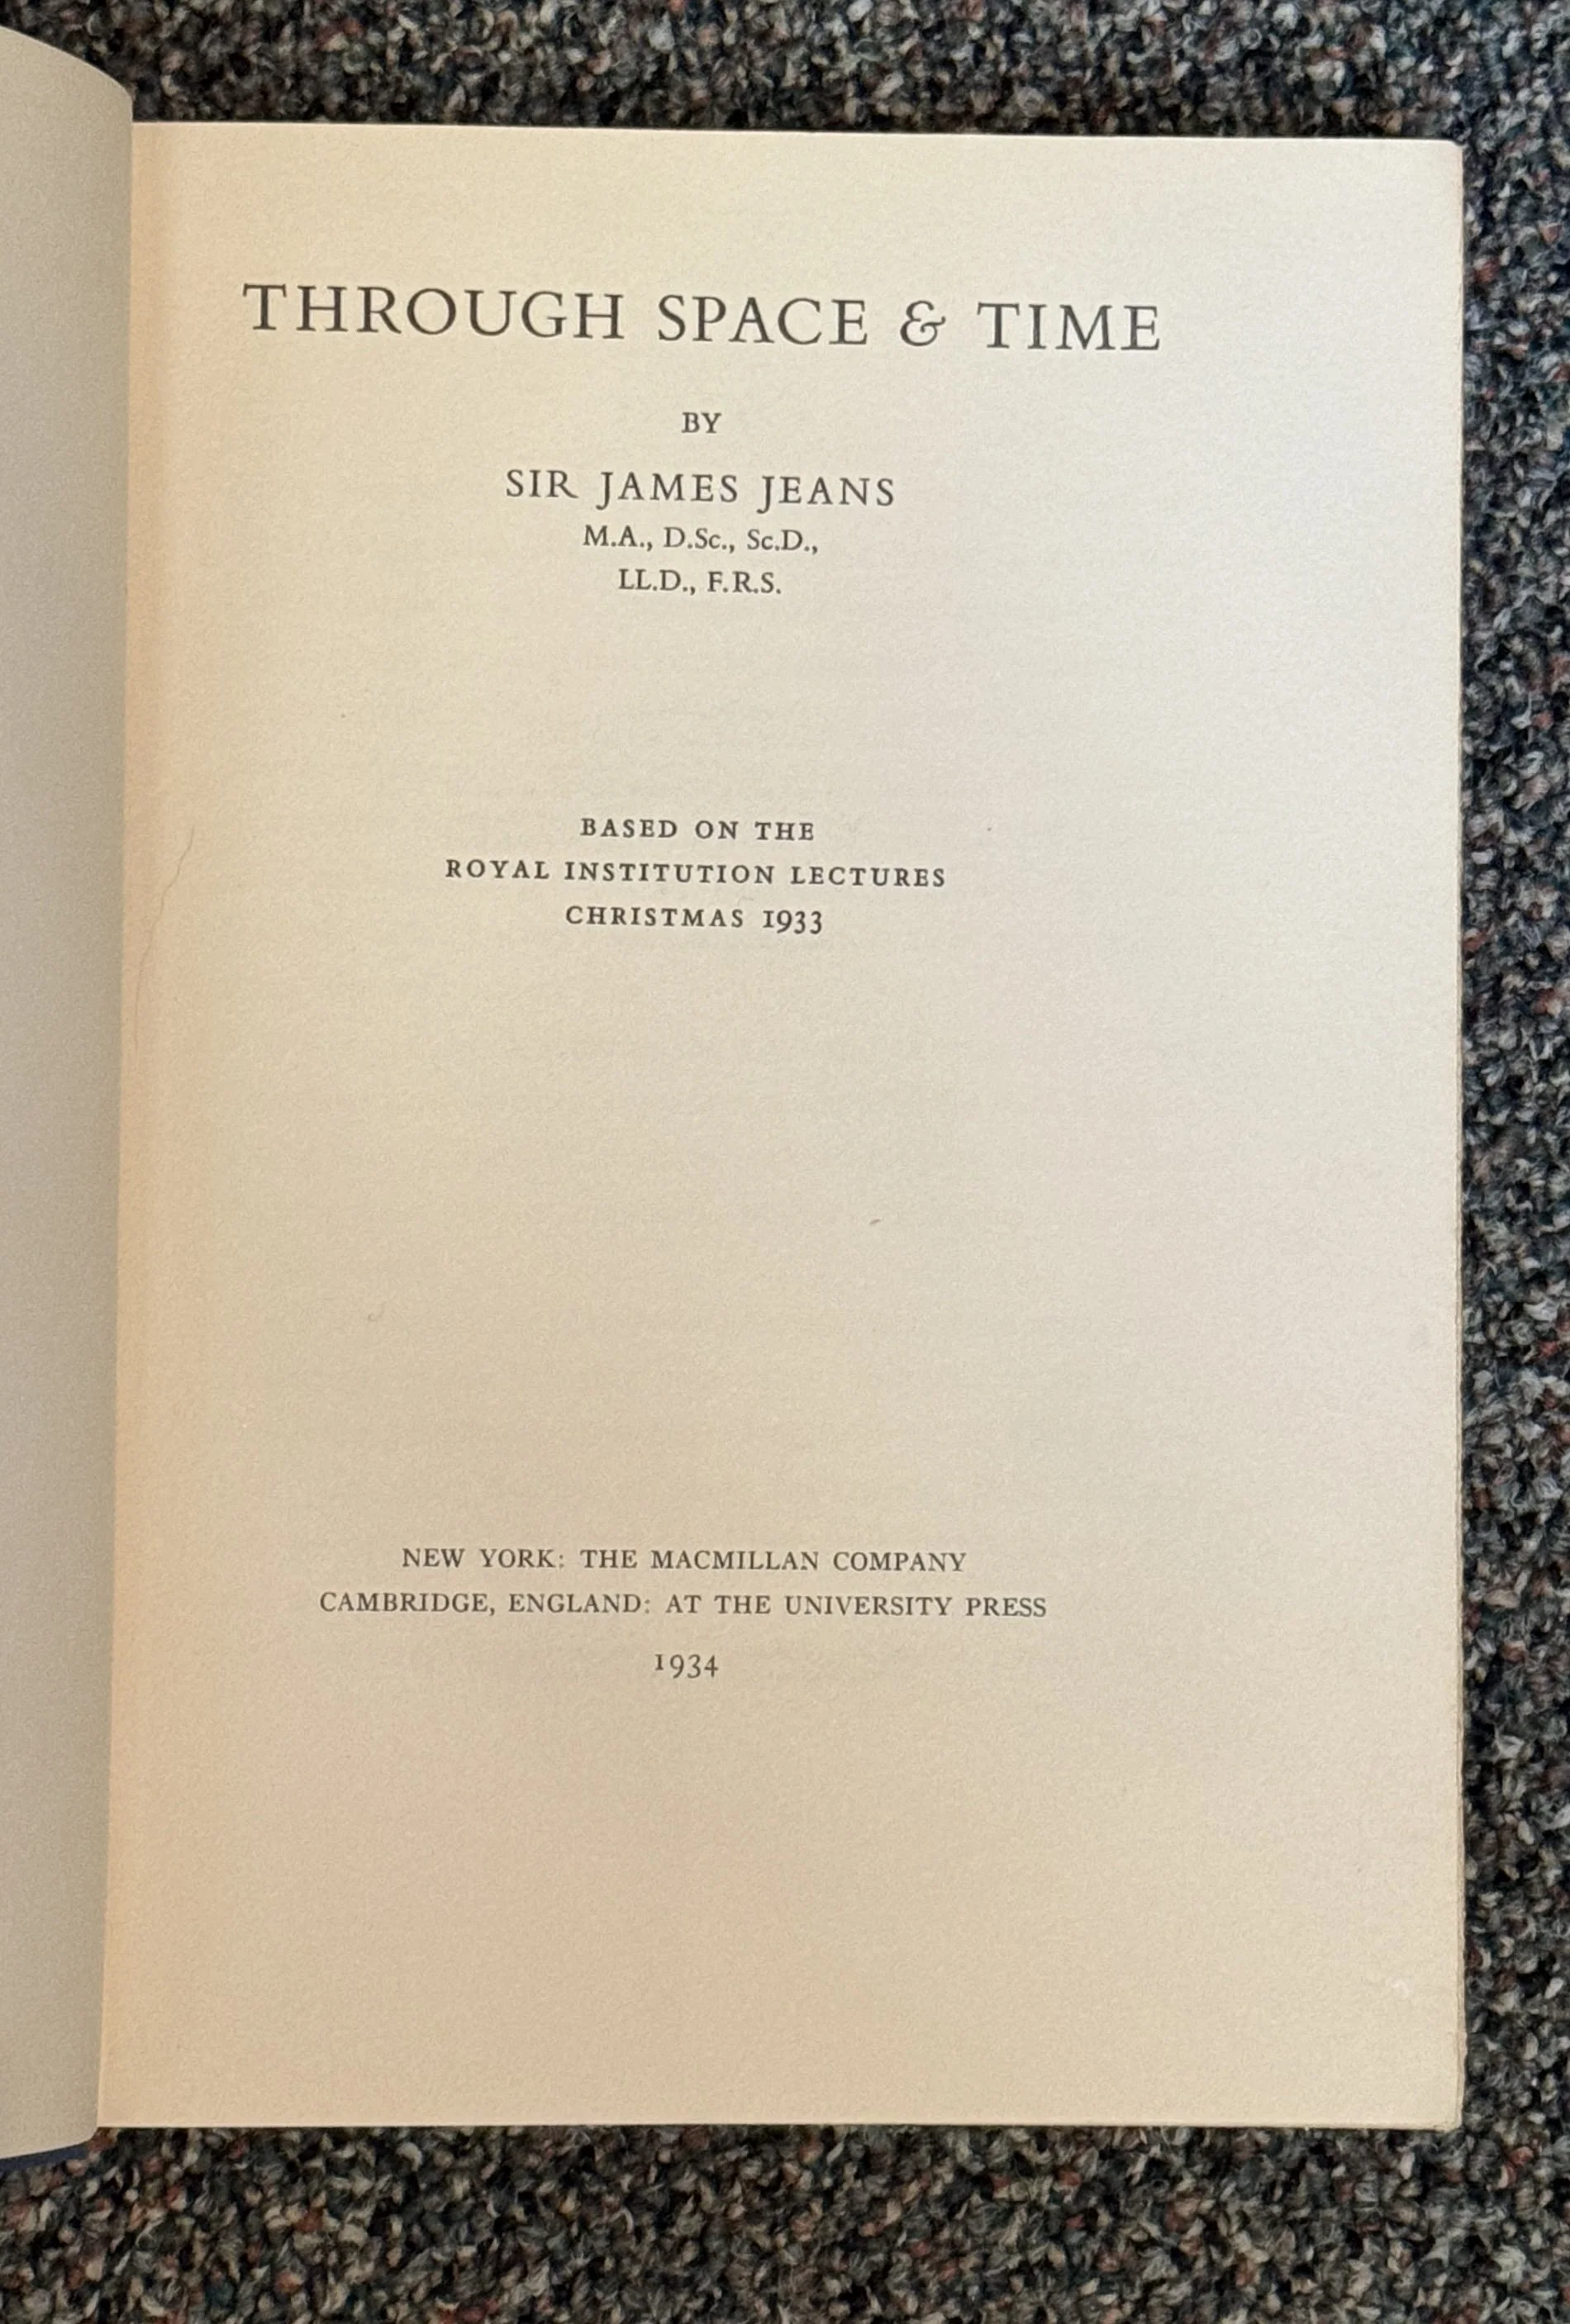 THROUGH SPACE & TIME
BY
SIR JAMES JEANS
M.A., D.Sc., Sc.D.,
LL.D., F.R.S.
BASED ON THE
ROYAL INSTITUTION LECTURES
CHRISTMAS 1933
NEW YORK: THE MACMILLAN COMPANY
CAMBRIDGE, ENGLAND: AT THE UNIVERSITY PRESS
1934